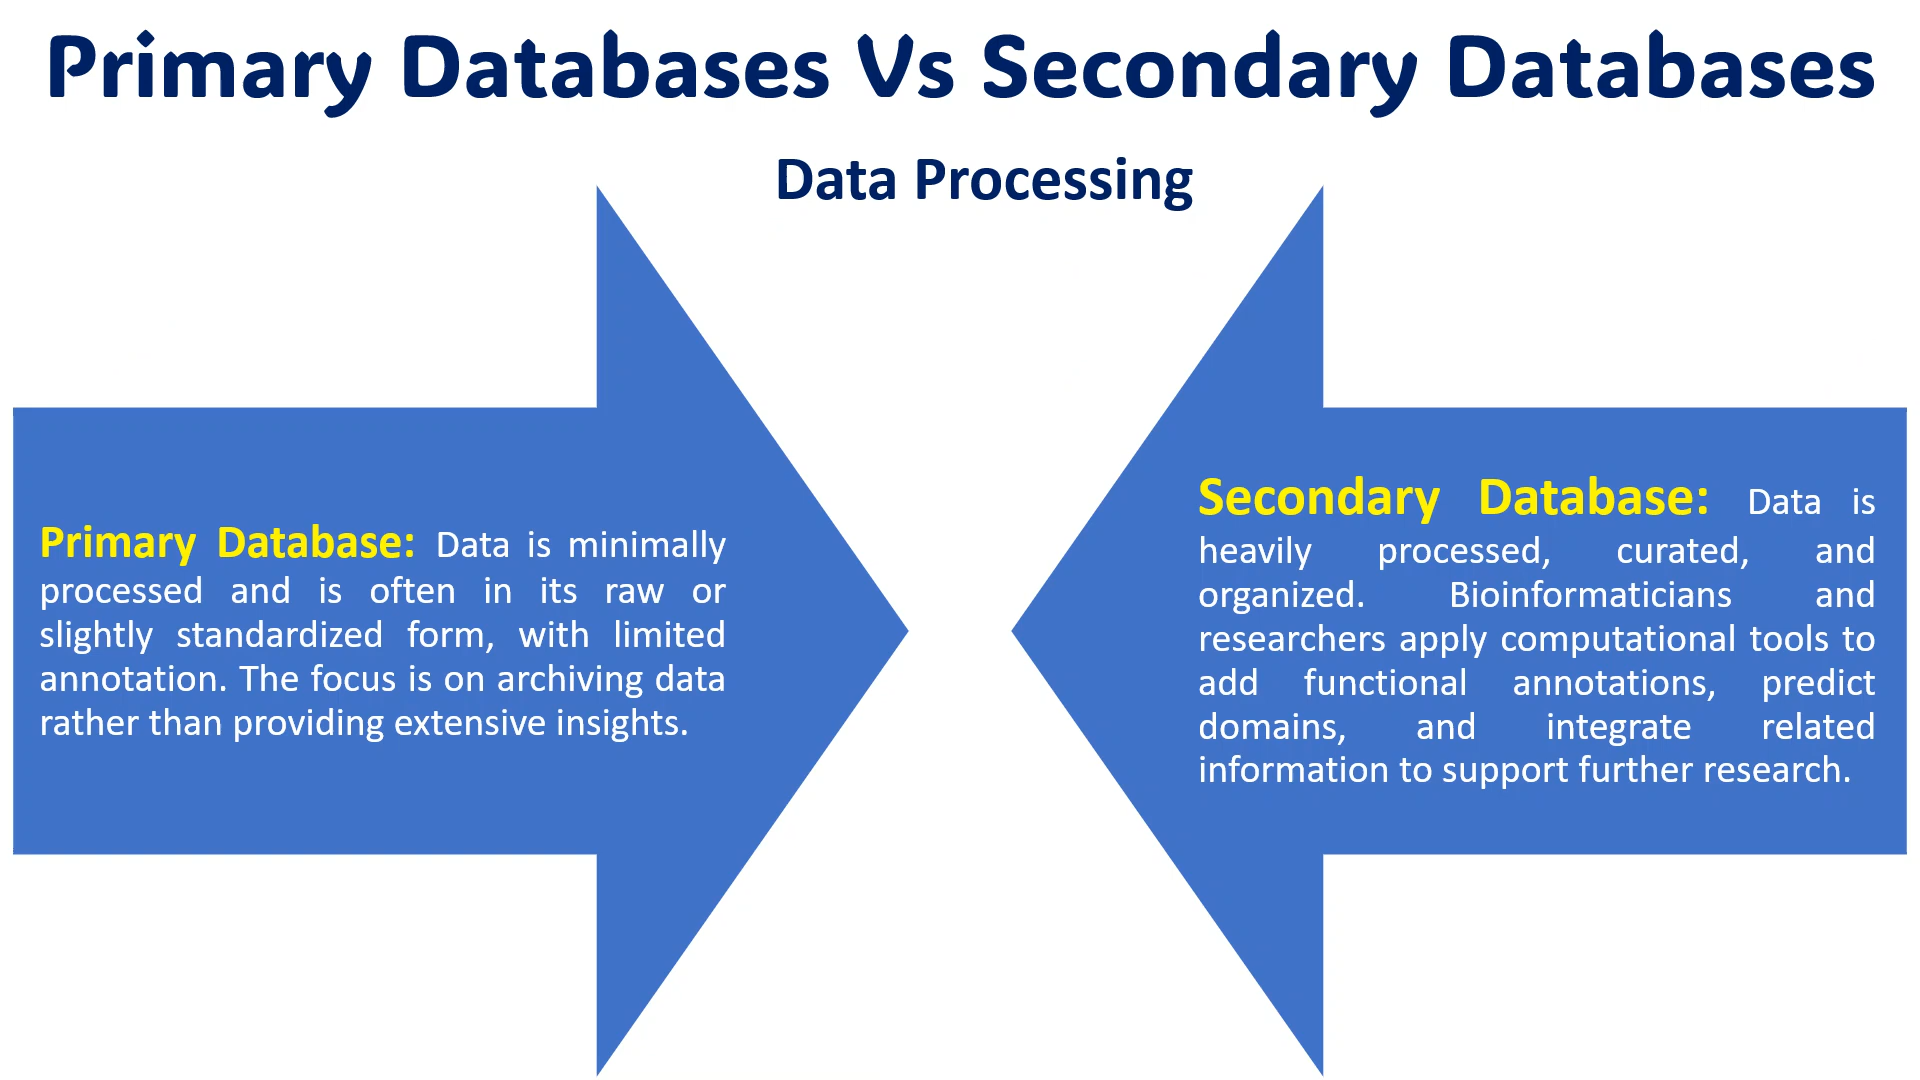 Primary Databases Vs Secondary Databases
Data Processing
Primary Database: Data is minimally
processed and is often in its raw or
slightly standardized form, with limited
annotation. The focus is on archiving data
rather than providing extensive insights.
Secondary Database: Data is
heavily processed, curated, and
organized. Bioinformaticians and
researchers apply computational tools to
add functional annotations, predict
domains, and integrate related
information to support further research.